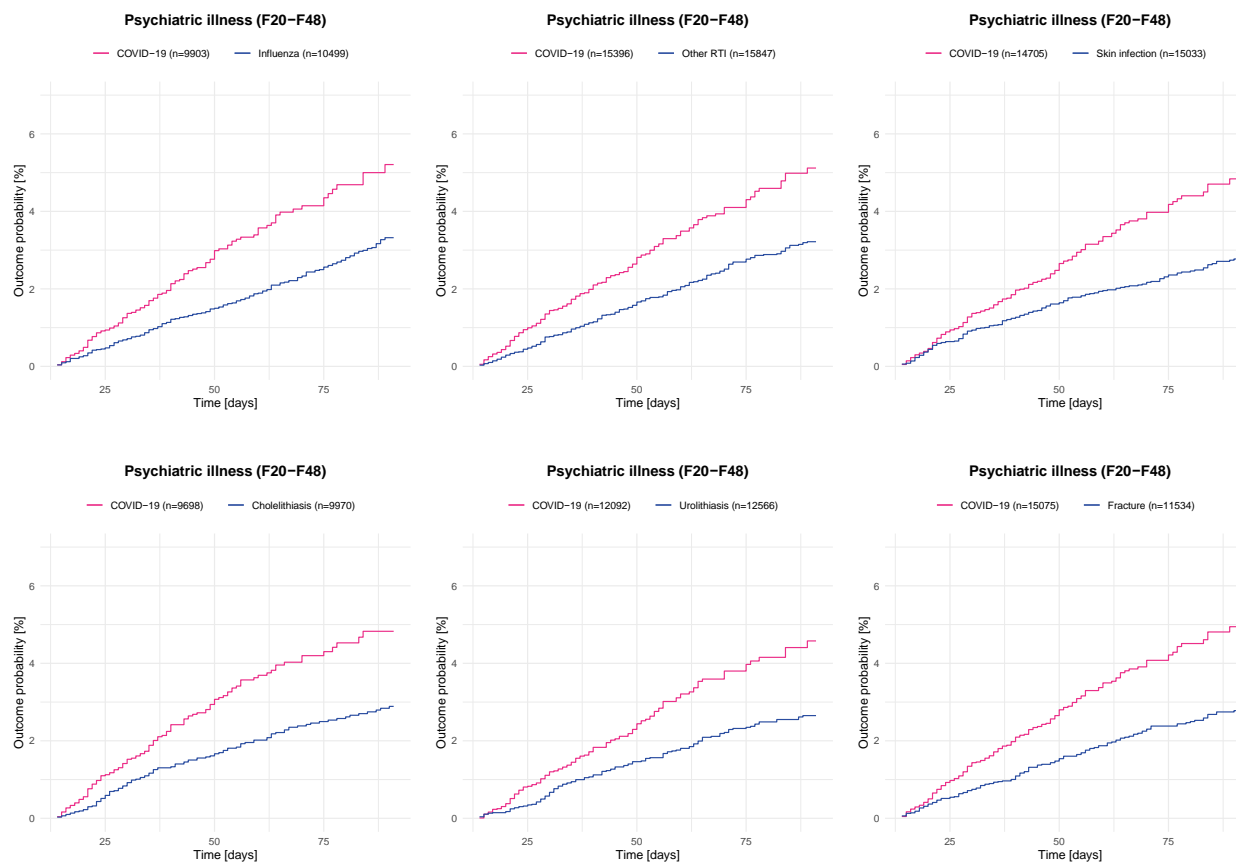 Psychiatric illness (F20−F48)
COVID−19 (n=9903) Influenza (n=10499)
Outcome probability [%]
6
4
2
0
25 50 75
Time [days]
Psychiatric illness (F20−F48)
COVID−19 (n=15396) Other RTI (n=15847)
Outcome probability [%]
6
4
2
0
25 50 75
Time [days]
Psychiatric illness (F20−F48)
COVID−19 (n=14705) Skin infection (n=15033)
Outcome probability [%]
6
4
2
0
25 50 75
Time [days]
Psychiatric illness (F20−F48)
COVID−19 (n=9698) Cholelithiasis (n=9970)
Outcome probability [%]
6
4
2
0
25 50 75
Time [days]
Psychiatric illness (F20−F48)
COVID−19 (n=12092) Urolithiasis (n=12566)
Outcome probability [%]
6
4
2
0
25 50 75
Time [days]
Psychiatric illness (F20−F48)
COVID−19 (n=15075) Fracture (n=11534)
Outcome probability [%]
6
4
2
0
25 50 75
Time [days]